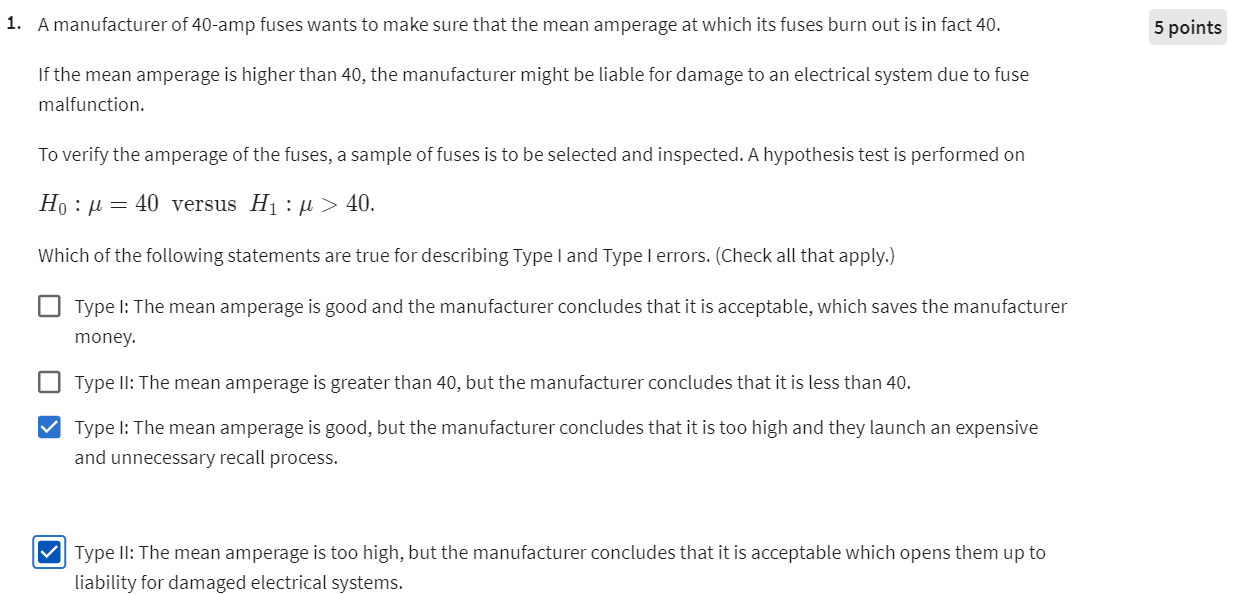 1. A manufacturer of 40-amp fuses wants to make sure that the mean amperage at which its fuses burn out is in fact 40.
5 points
If the mean amperage is higher than 40, the manufacturer might be liable for damage to an electrical system due to fuse
malfunction.
To verify the amperage of the fuses, a sample of fuses is to be selected and inspected. A hypothesis test is performed on
H₀ : μ = 40 versus H₁ : μ > 40.
Which of the following statements are true for describing Type I and Type I errors. (Check all that apply.)
Type I: The mean amperage is good and the manufacturer concludes that it is acceptable, which saves the manufacturer
money.
Type II: The mean amperage is greater than 40, but the manufacturer concludes that it is less than 40.
Type I: The mean amperage is good, but the manufacturer concludes that it is too high and they launch an expensive
and unnecessary recall process.
Type II: The mean amperage is too high, but the manufacturer concludes that it is acceptable which opens them up to
liability for damaged electrical systems.